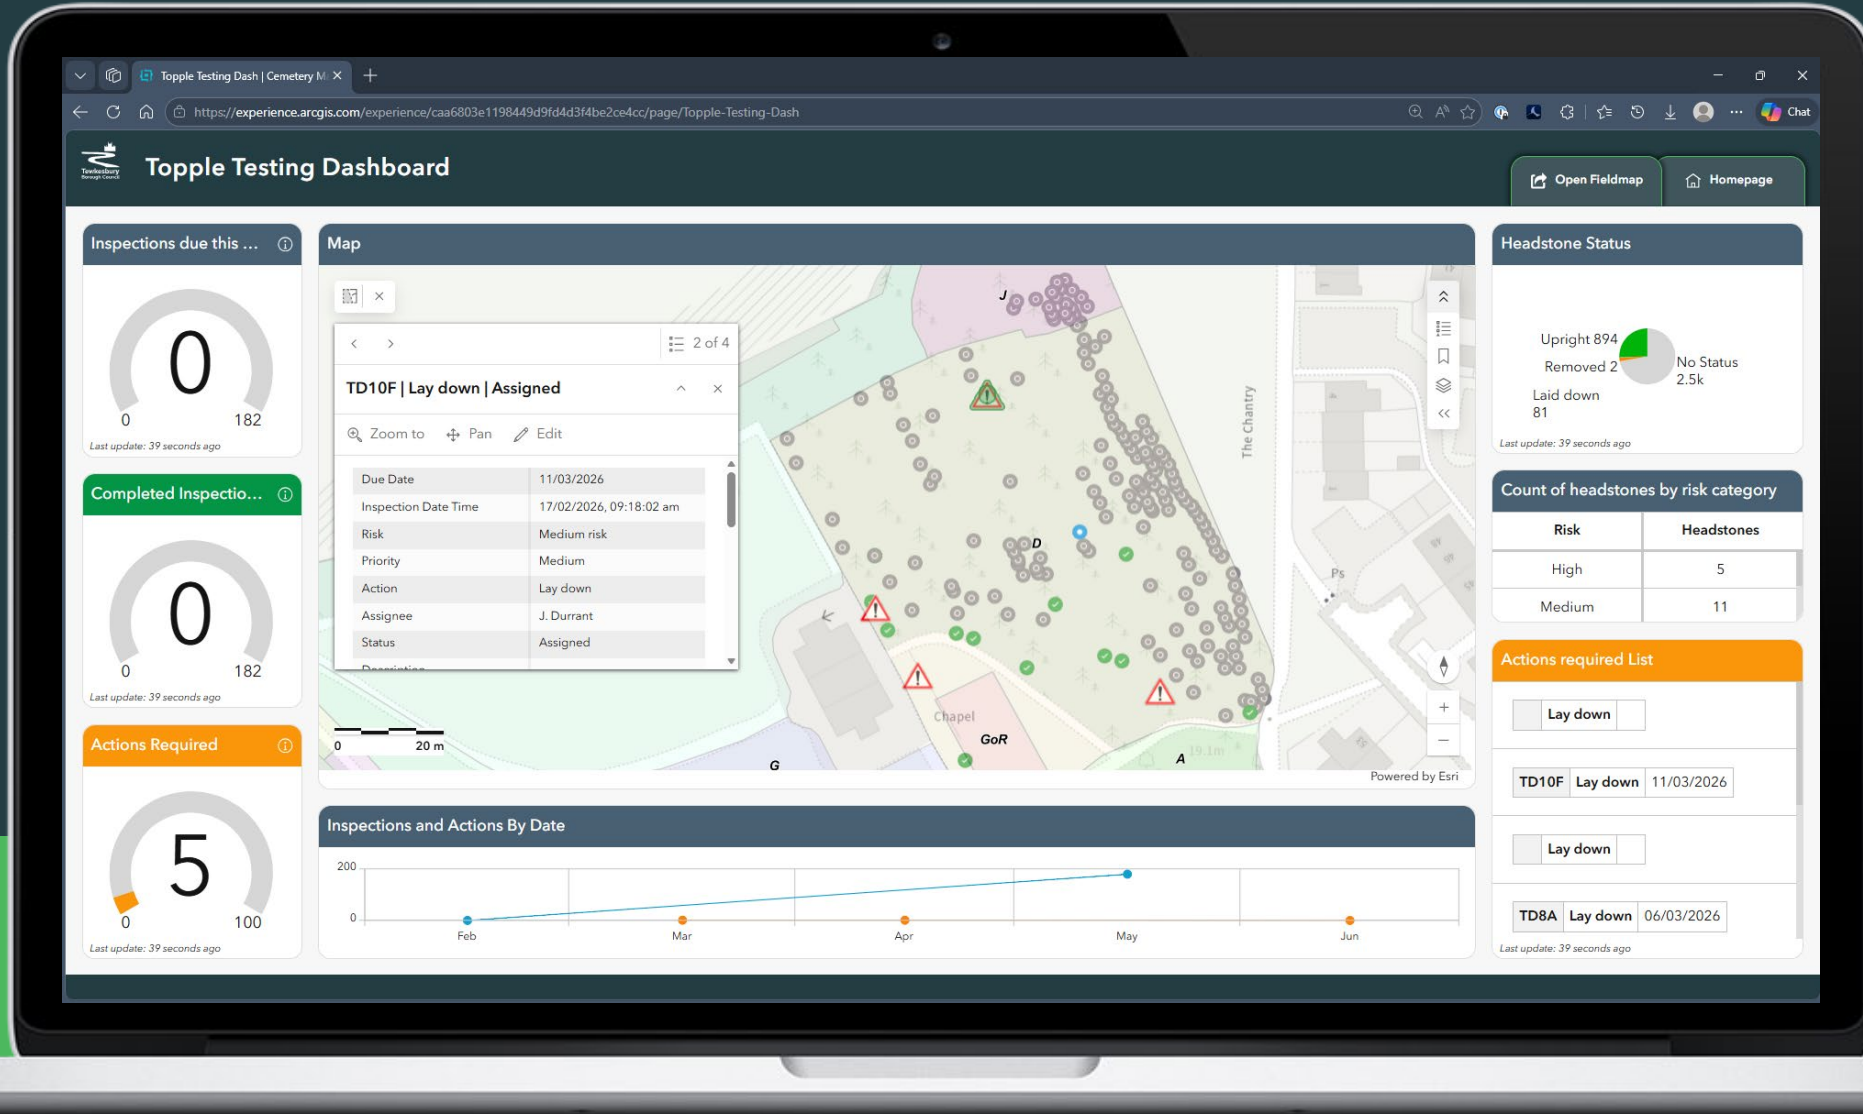 Topple Testing Dash | Cemetery M
https://experience.arcgis.com/experience/caa6803e1198449d9fd4d3f4be2ce4cc/page/Topple-Testing-Dash
Chat
Tewkesbury
Borough Council
Topple Testing Dashboard
Open Fieldmap
Homepage
Inspections due this ...
0
0
182
Last update: 39 seconds ago
Completed Inspectio...
0
0
182
Last update: 39 seconds ago
Actions Required
5
0
100
Last update: 39 seconds ago
Map
2 of 4
TD10F | Lay down | Assigned
Zoom to Pan Edit
Due Date 11/03/2026
Inspection Date Time 17/02/2026, 09:18:02 am
Risk Medium risk
Priority Medium
Action Lay down
Assignee J. Durrant
Status Assigned
Description
J
D
The Chantry
Ps
Chapel
GoR
A
19.1m
G
0 20 m
Powered by Esri
Inspections and Actions By Date
200
0
Feb Mar Apr May Jun
Headstone Status
Upright 894
Removed 2
Laid down
81
No Status
2.5k
Last update: 39 seconds ago
Count of headstones by risk category
Risk Headstones
High 5
Medium 11
Actions required List
Lay down
TD10F Lay down 11/03/2026
Lay down
TD8A Lay down 06/03/2026
Last update: 39 seconds ago